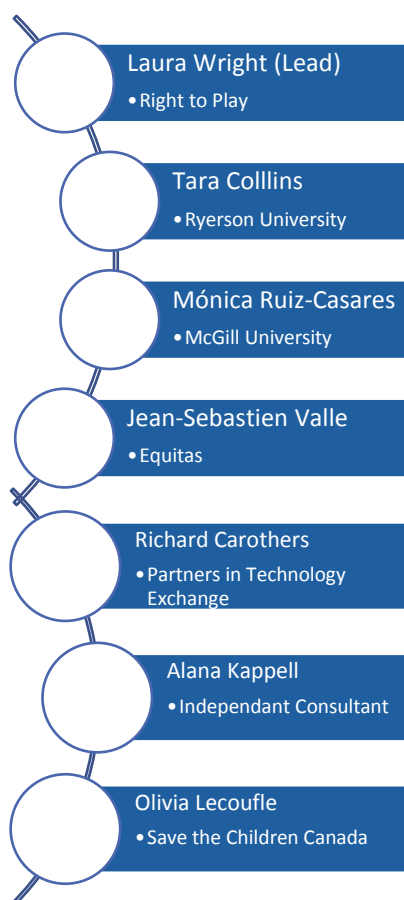 Laura Wright (Lead)
•Right to Play
Tara Colllins
•Ryerson University
Mónica Ruiz-Casares
•McGill University
Jean-Sebastien Valle
•Equitas
Richard Carothers
•Partners in Technology
Exchange
Alana Kappell
•Independant Consultant
Olivia Lecoufle
•Save the Children Canada